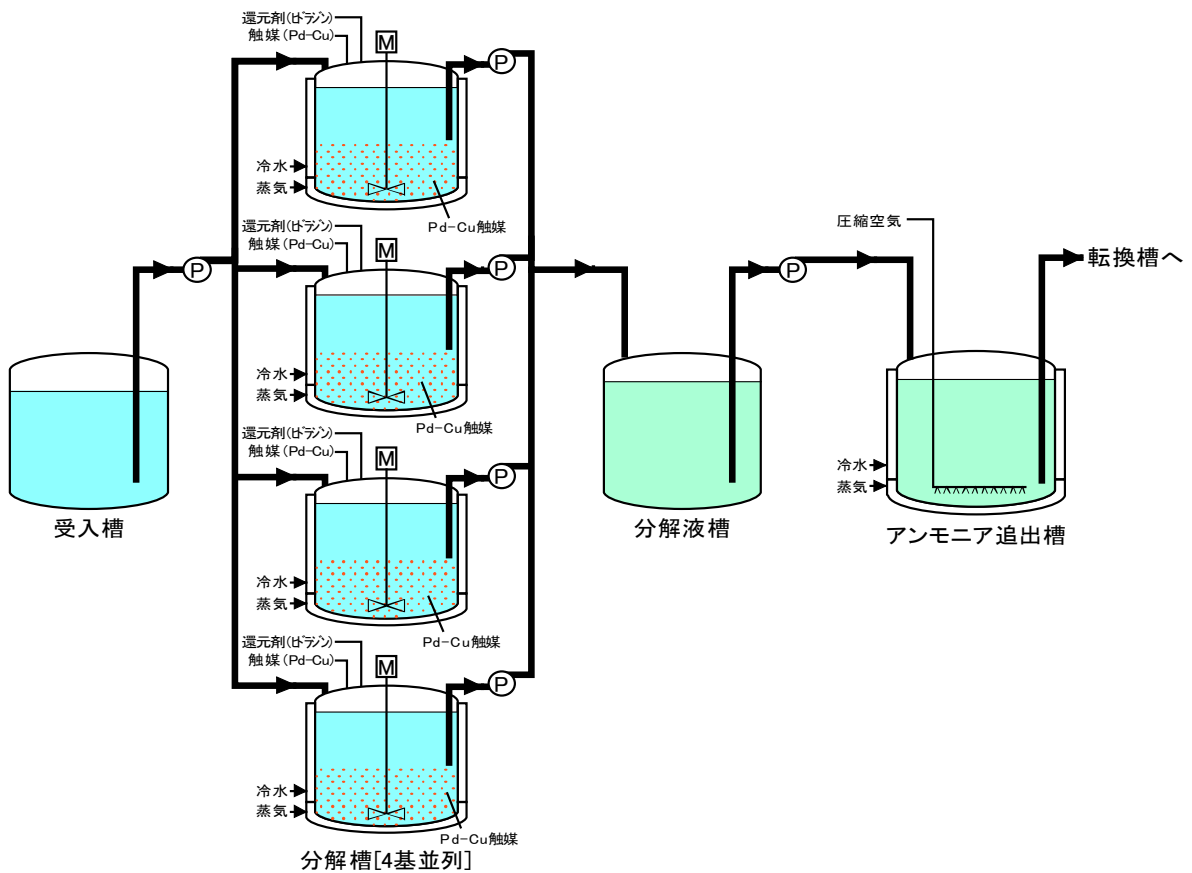 還元剤(ヒドラジン)
触媒(Pd-Cu)
M
P
冷水
蒸気
Pd-Cu触媒
還元剤(ヒドラジン)
触媒(Pd-Cu)
M
P
冷水
蒸気
Pd-Cu触媒
還元剤(ヒドラジン)
触媒(Pd-Cu)
M
P
冷水
蒸気
Pd-Cu触媒
還元剤(ヒドラジン)
触媒(Pd-Cu)
M
P
冷水
蒸気
Pd-Cu触媒
分解槽[4基並列]
P
受入槽
P
分解液槽
圧縮空気
転換槽へ
冷水
蒸気
アンモニア追出槽